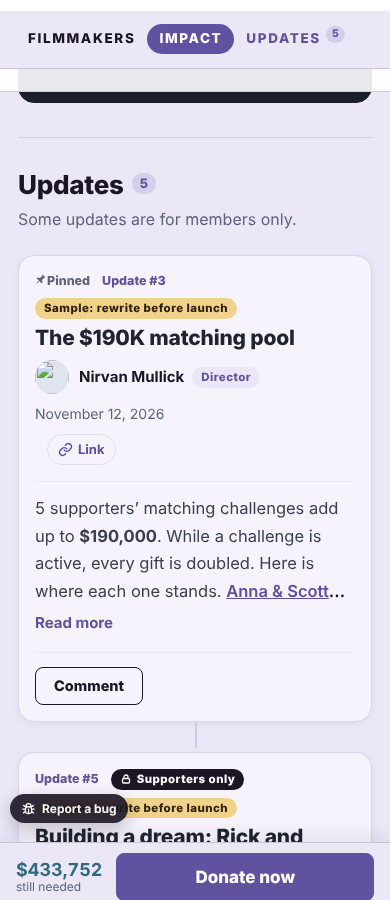 FILMMAKERS IMPACT UPDATES 5
Updates 5
Some updates are for members only.
Pinned Update #3
Sample: rewrite before launch
The $190K matching pool
Nirvan Mullick Director
November 12, 2026
Link
5 supporters’ matching challenges add
up to $190,000. While a challenge is
active, every gift is doubled. Here is
where each one stands. Anna & Scott...
Read more
Comment
Update #5 Supporters only
Report a bug
before launch
Building a dream: Rick and
$433,752
still needed
Donate now